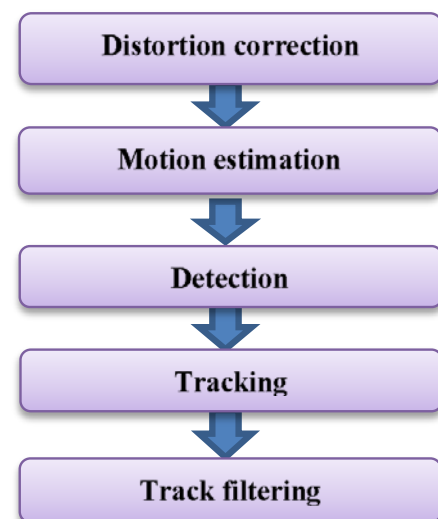 Distortion correction
Motion estimation
Detection
Tracking
Track filtering